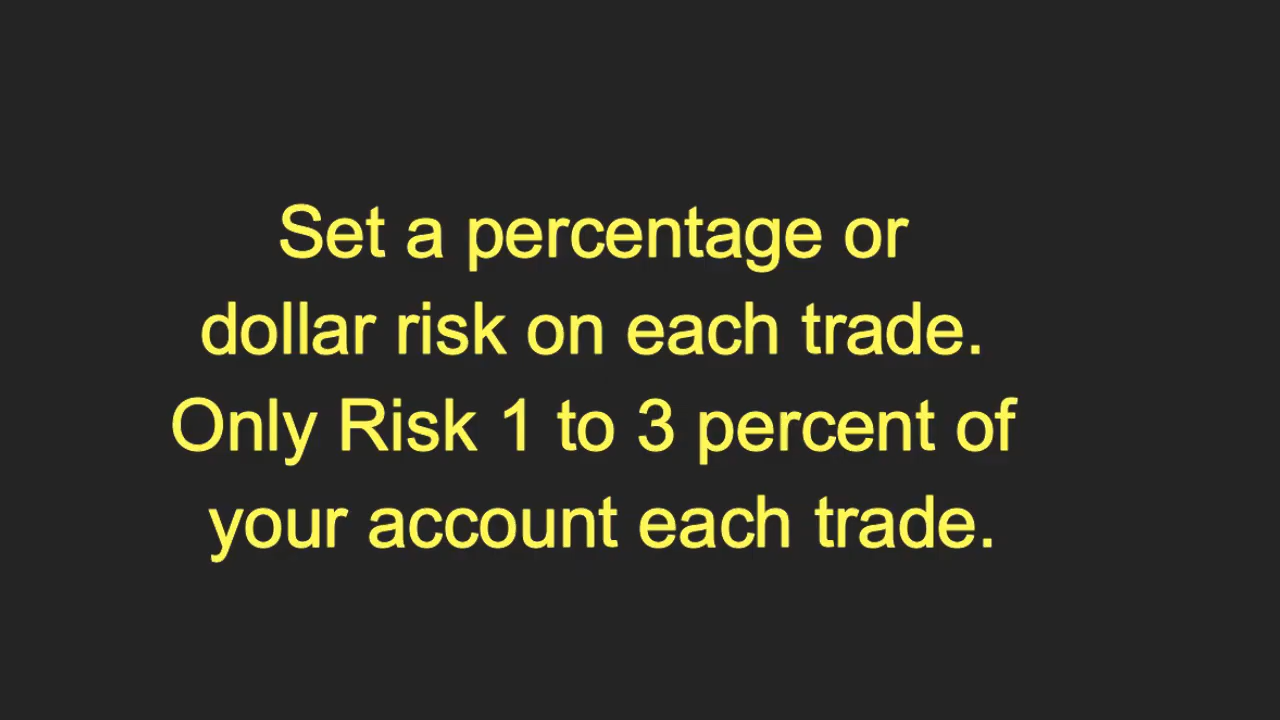 Set a percentage or
dollar risk on each trade.
Only Risk 1 to 3 percent of
your account each trade.